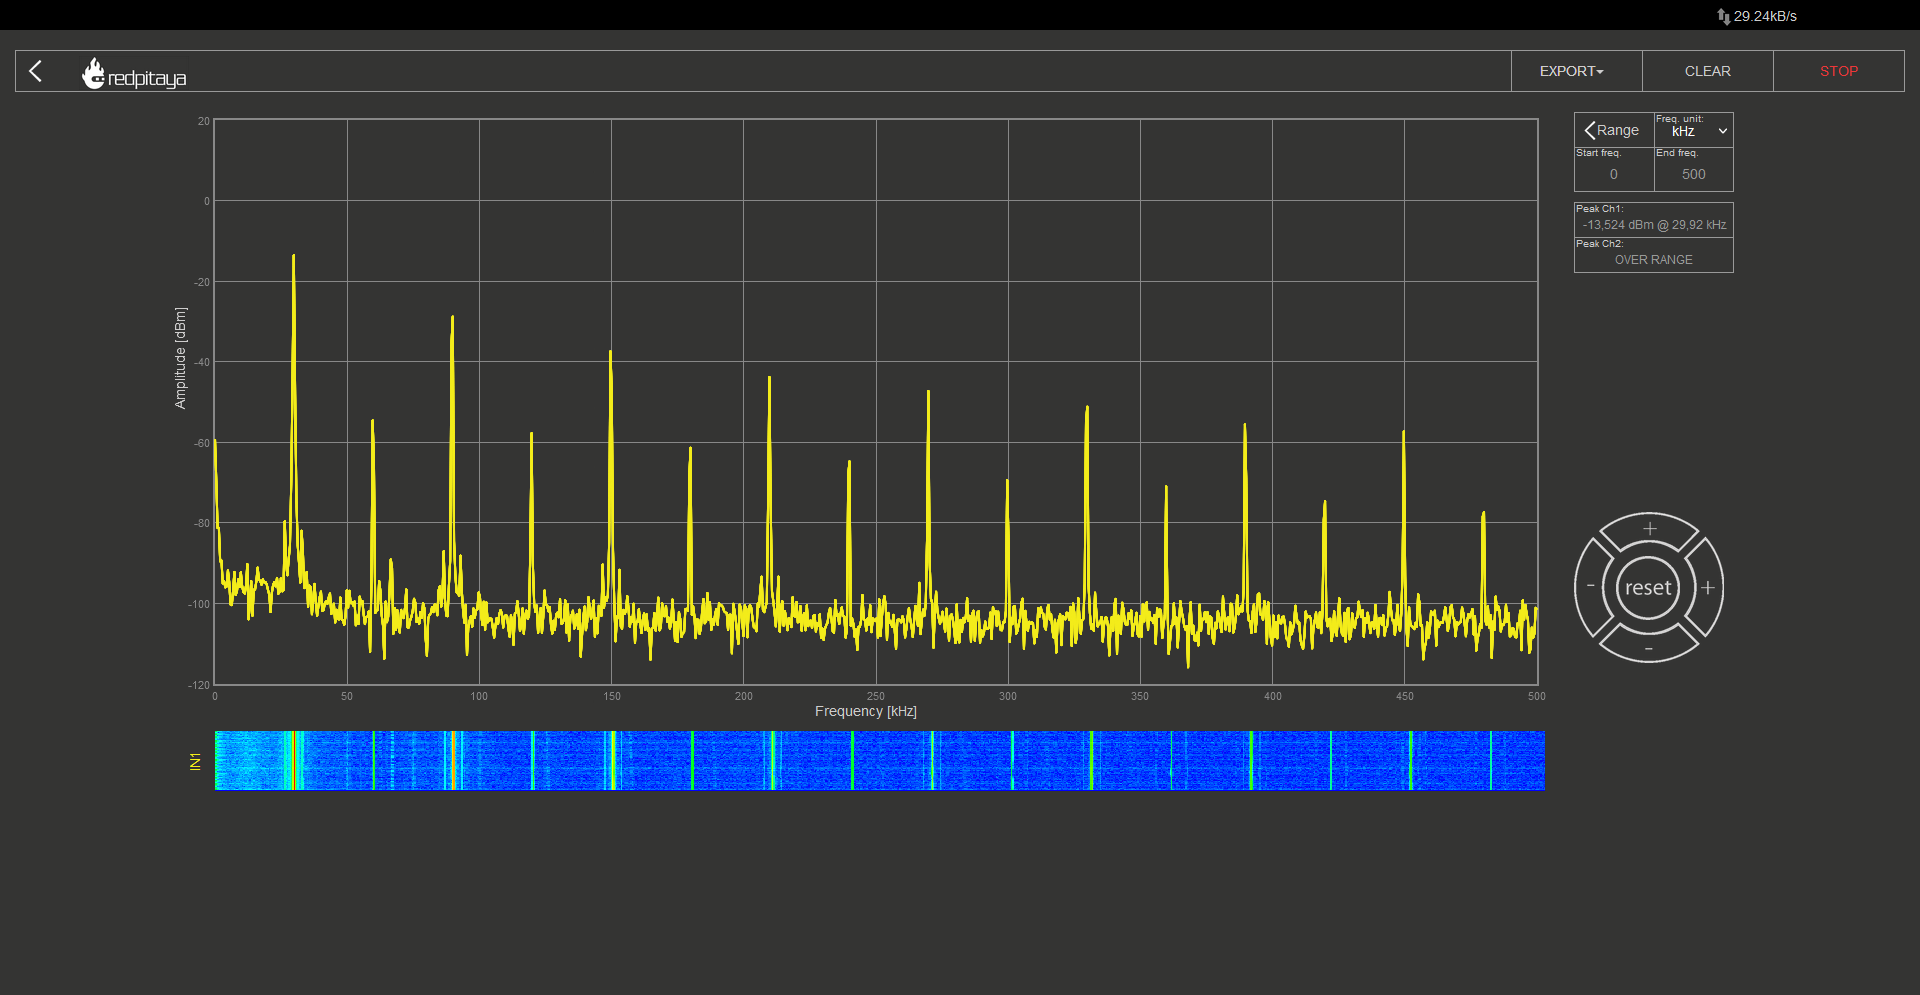 29.24kB/s
redpitaya
EXPORT
CLEAR
STOP
Range
Freq. unit:
kHz
Start freq.
End freq.
0
500
Peak Ch1:
-13,524 dBm @ 29,92 kHz
Peak Ch2:
OVER RANGE
Amplitude [dBm]
20
0
-20
-40
-60
-80
-100
-120
0 50 100 150 200 250 300 350 400 450 500
Frequency [kHz]
+
- reset +
-
IN1